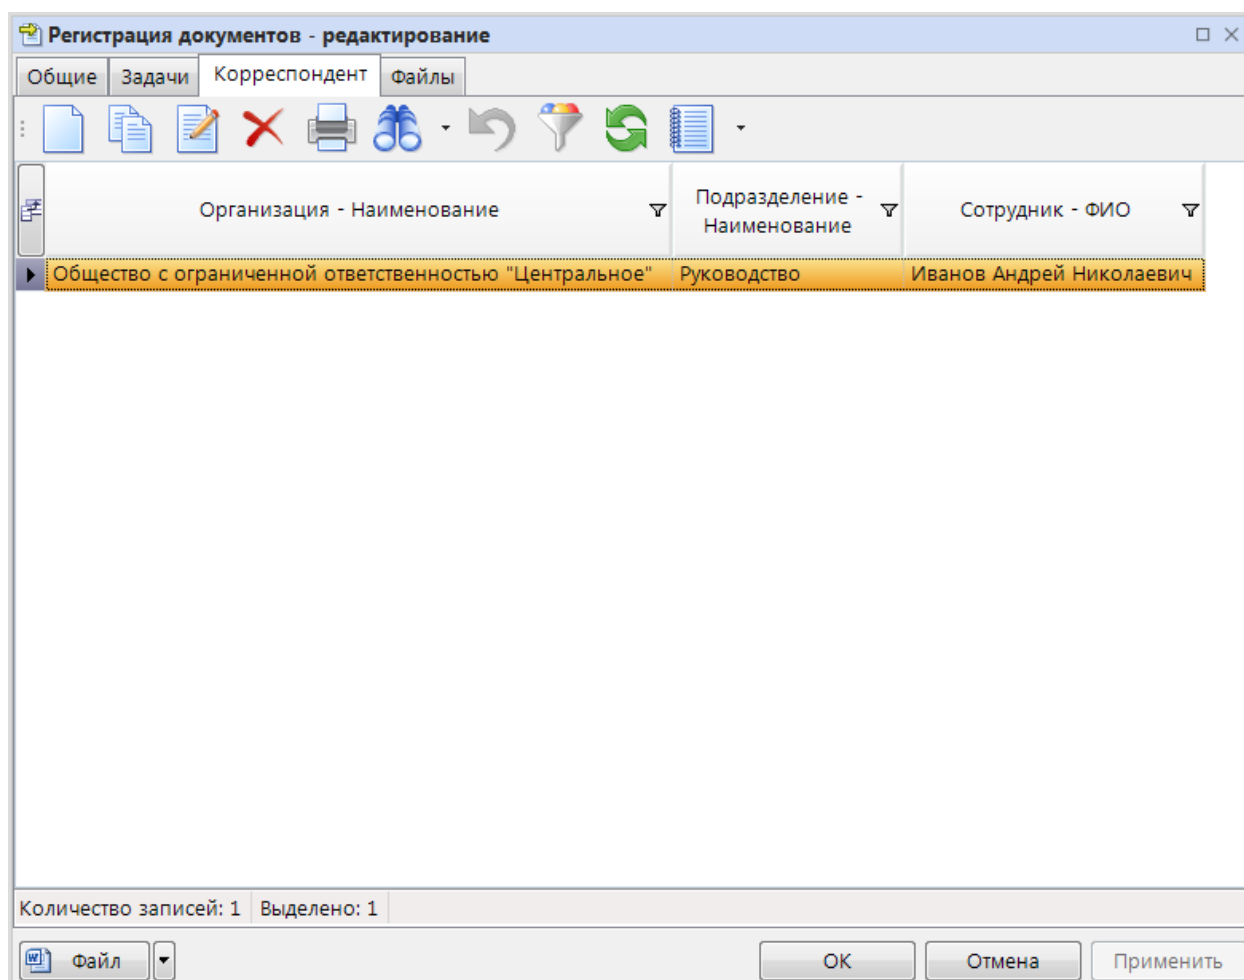 Регистрация документов - редактирование
Общие Задачи Корреспондент Файлы
Организация - Наименование
Подразделение -
Наименование
Сотрудник - ФИО
Общество с ограниченной ответственностью "Центральное" Руководство Иванов Андрей Николаевич
Количество записей: 1 Выделено: 1
Файл ОК Отмена Применить